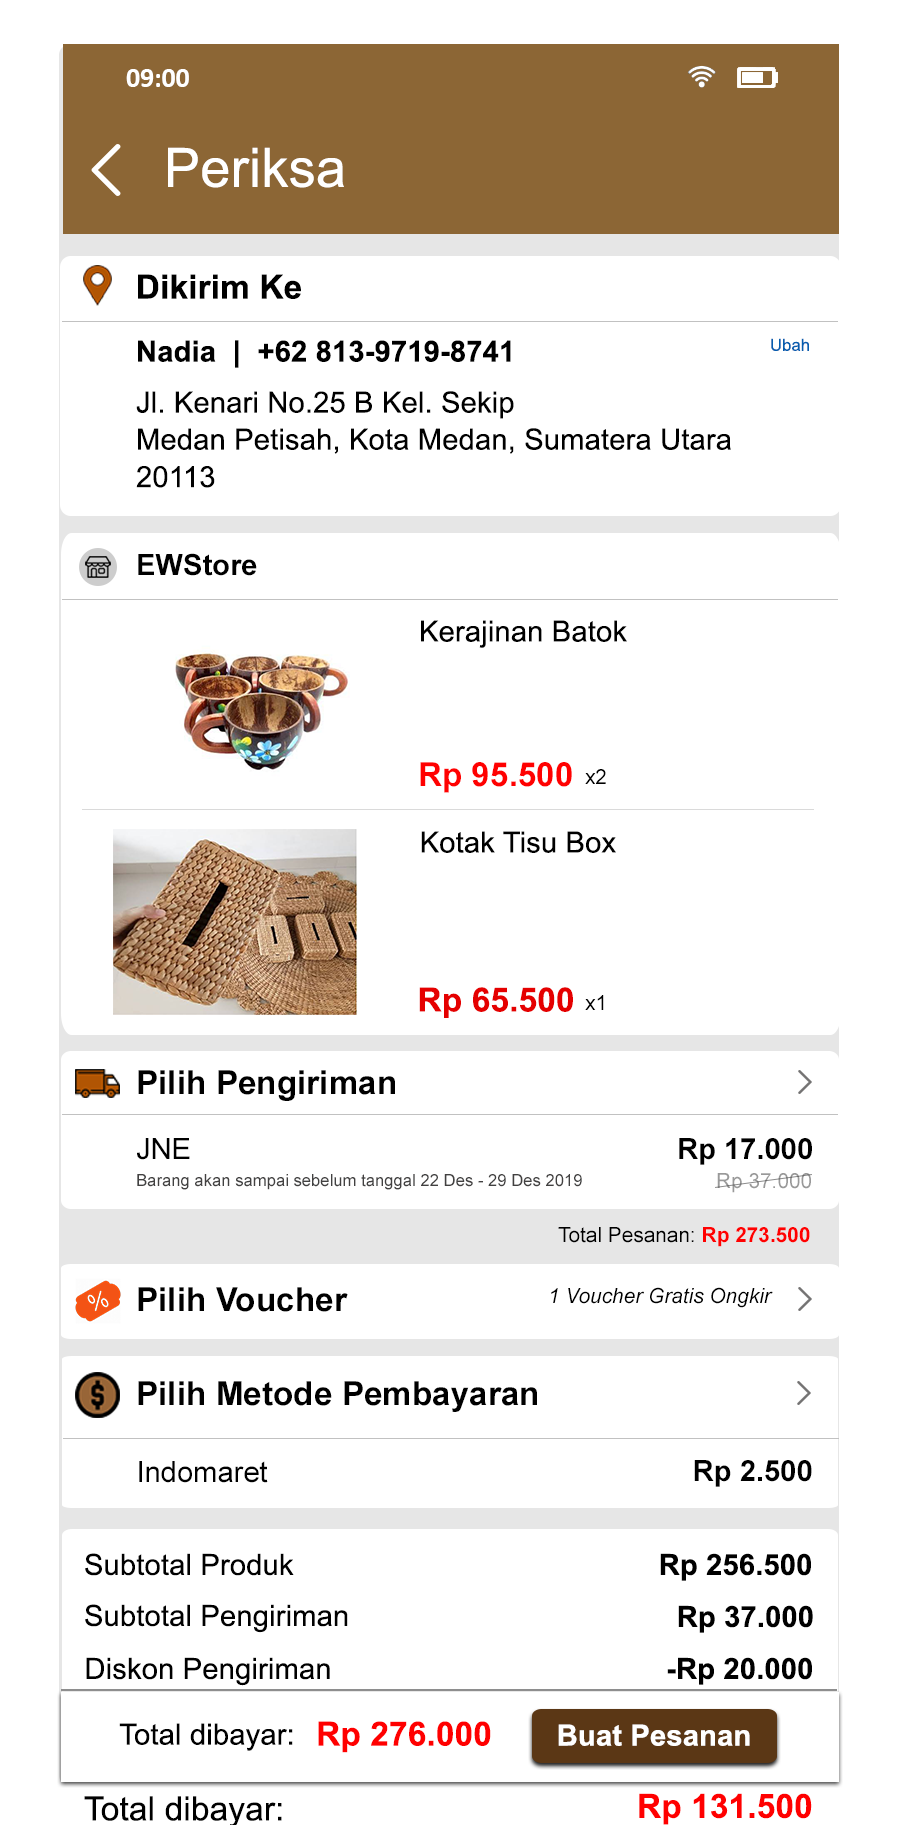 09:00
Periksa
Dikirim Ke
Nadia | +62 813-9719-8741
Ubah
Jl. Kenari No.25 B Kel. Sekip
Medan Petisah, Kota Medan, Sumatera Utara
20113
EWStore
Kerajinan Batok
Rp 95.500 x2
Kotak Tisu Box
Rp 65.500 x1
Pilih Pengiriman
JNE
Rp 17.000
Barang akan sampai sebelum tanggal 22 Des - 29 Des 2019
Rp 37.000
Total Pesanan: Rp 273.500
Pilih Voucher
1 Voucher Gratis Ongkir
Pilih Metode Pembayaran
Indomaret
Rp 2.500
Subtotal Produk
Rp 256.500
Subtotal Pengiriman
Rp 37.000
Diskon Pengiriman
-Rp 20.000
Total dibayar: Rp 276.000
Buat Pesanan
Total dibayar:
Rp 131.500